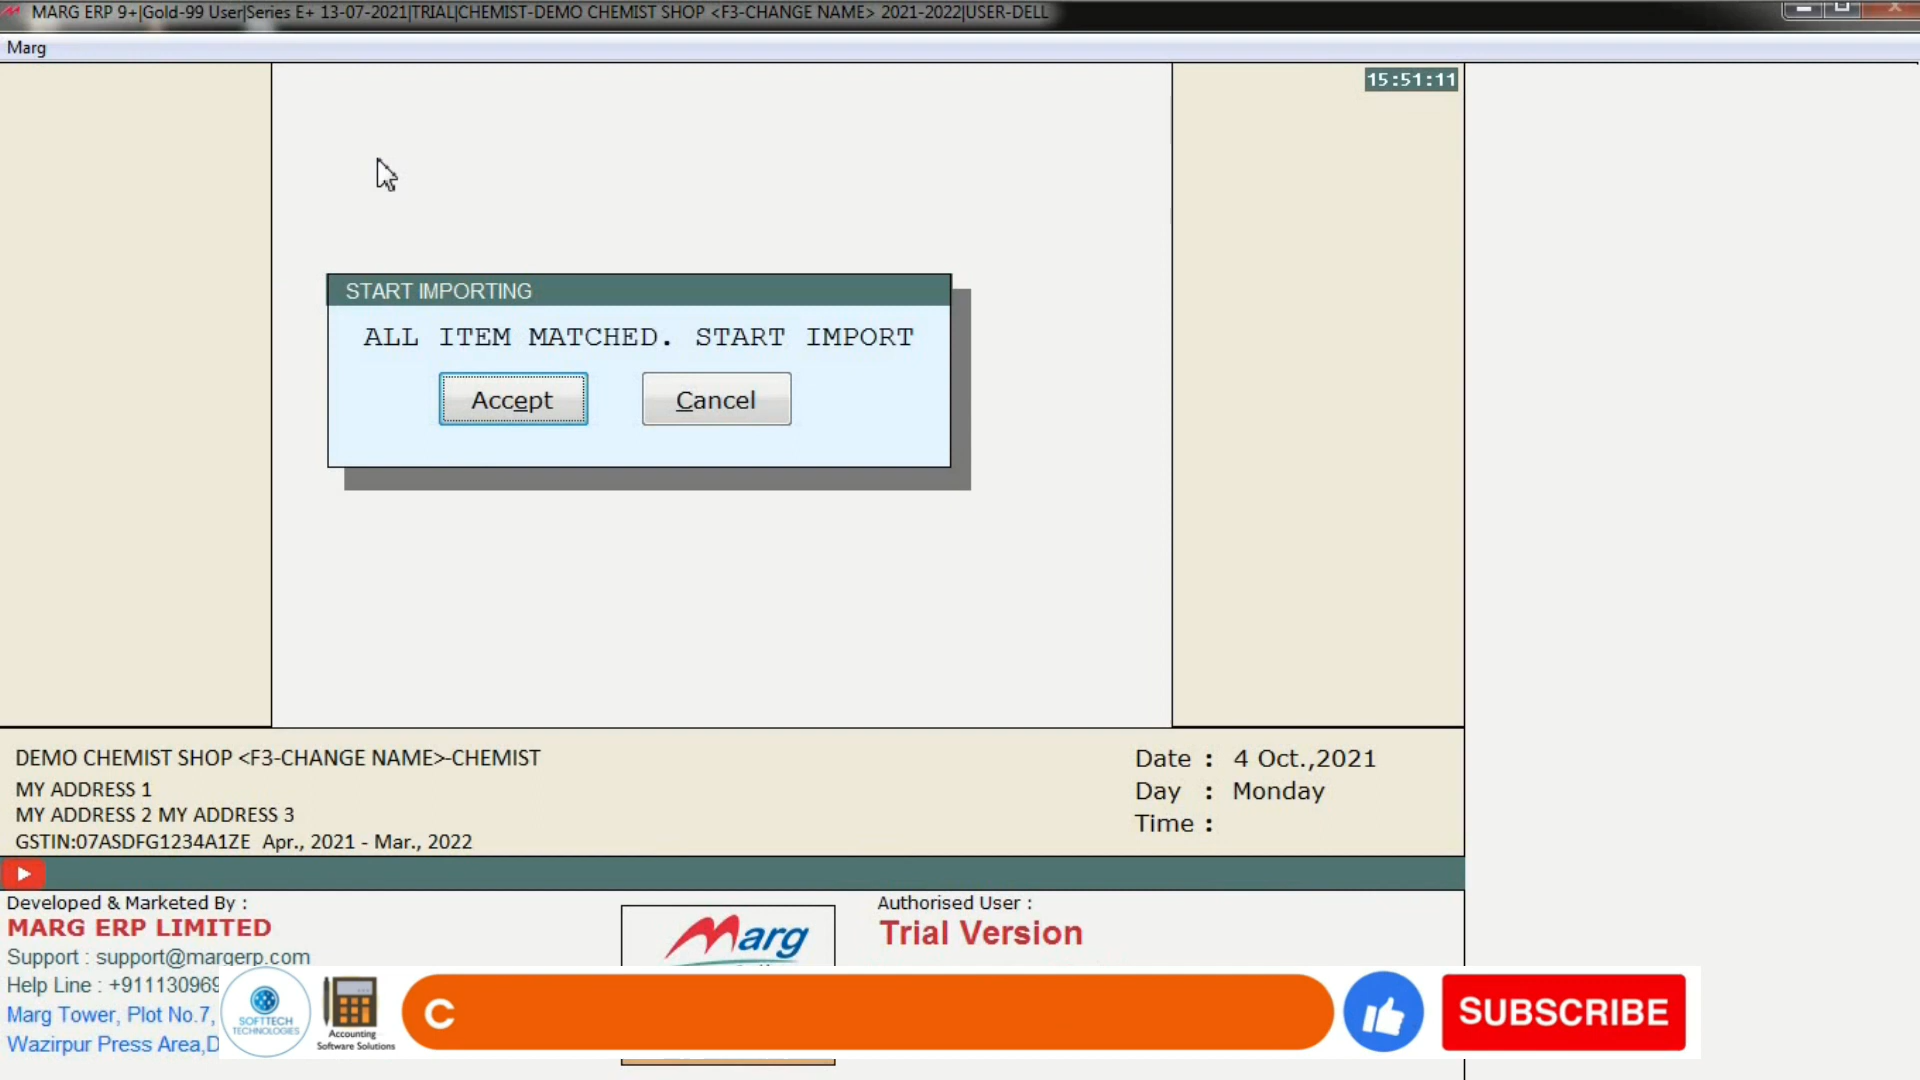 MARG ERP 9+|Gold-99 User|Series E+ 13-07-2021|TRIAL|CHEMIST-DEMO CHEMIST SHOP <F3-CHANGE NAME> 2021-2022|USER-DELL
Marg
15:51:11
START IMPORTING
ALL ITEM MATCHED. START IMPORT
Accept
Cancel
DEMO CHEMIST SHOP <F3-CHANGE NAME>-CHEMIST
MY ADDRESS 1
MY ADDRESS 2 MY ADDRESS 3
GSTIN:07ASDFG1234A1ZE Apr., 2021 - Mar., 2022
Date : 4 Oct.,2021
Day : Monday
Time :
Developed & Marketed By :
MARG ERP LIMITED
Support : support@margerp.com
Help Line : +911130969
Marg Tower, Plot No.7,
Wazirpur Press Area,D
Marg
Authorised User :
Trial Version
SOFTTECH
TECHNOLOGIES
Accounting
Software Solutions
C
SUBSCRIBE